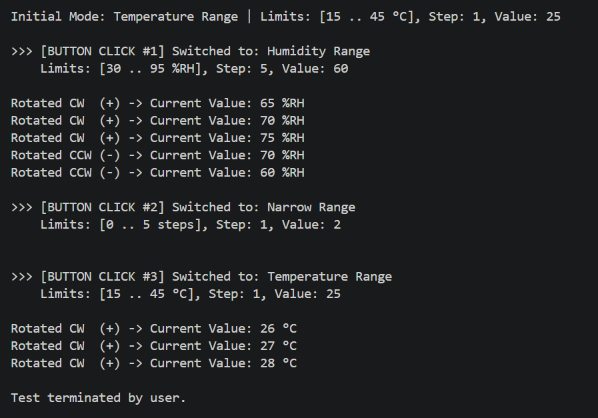 Initial Mode: Temperature Range | Limits: [15 .. 45 °C], Step: 1, Value: 25
>>> [BUTTON CLICK #1] Switched to: Humidity Range
Limits: [30 .. 95 %RH], Step: 5, Value: 60
Rotated CW (+) -> Current Value: 65 %RH
Rotated CW (+) -> Current Value: 70 %RH
Rotated CW (+) -> Current Value: 75 %RH
Rotated CCW (-) -> Current Value: 70 %RH
Rotated CCW (-) -> Current Value: 60 %RH
>>> [BUTTON CLICK #2] Switched to: Narrow Range
Limits: [0 .. 5 steps], Step: 1, Value: 2
>>> [BUTTON CLICK #3] Switched to: Temperature Range
Limits: [15 .. 45 °C], Step: 1, Value: 25
Rotated CW (+) -> Current Value: 26 °C
Rotated CW (+) -> Current Value: 27 °C
Rotated CW (+) -> Current Value: 28 °C
Test terminated by user.